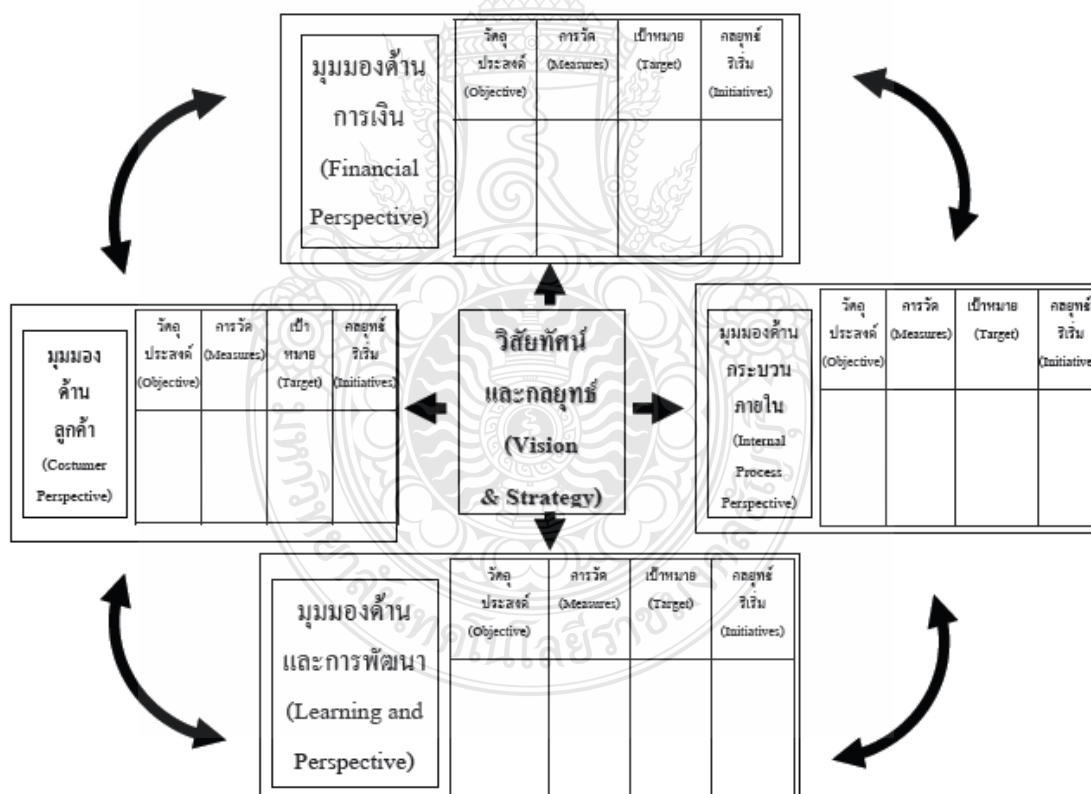 มุมมองด้าน
การเงิน
(Financial
Perspective)
วัตถุ
ประสงค์
(Objective)
การวัด
(Measures)
เป้าหมาย
(Target)
กลยุทธ์
ริเริ่ม
(Initiatives)
มุมมอง
ด้าน
ลูกค้า
(Costumer
Perspective)
วัตถุ
ประสงค์
(Objective)
การวัด
(Measures)
เป้า
หมาย
(Target)
กลยุทธ์
ริเริ่ม
(Initiatives)
วิสัยทัศน์
และกลยุทธ์
(Vision
& Strategy)
มุมมองด้าน
กระบวน
ภายใน
(Internal
Process
Perspective)
วัตถุ
ประสงค์
(Objective)
การวัด
(Measures)
เป้าหมาย
(Target)
กลยุทธ์
ริเริ่ม
(Initiative
มุมมองด้าน
และการพัฒนา
(Learning and
Perspective)
วัตถุ
ประสงค์
(Objective)
การวัด
(Measures)
เป้าหมาย
(Target)
กลยุทธ์
ริเริ่ม
(Initiatives)